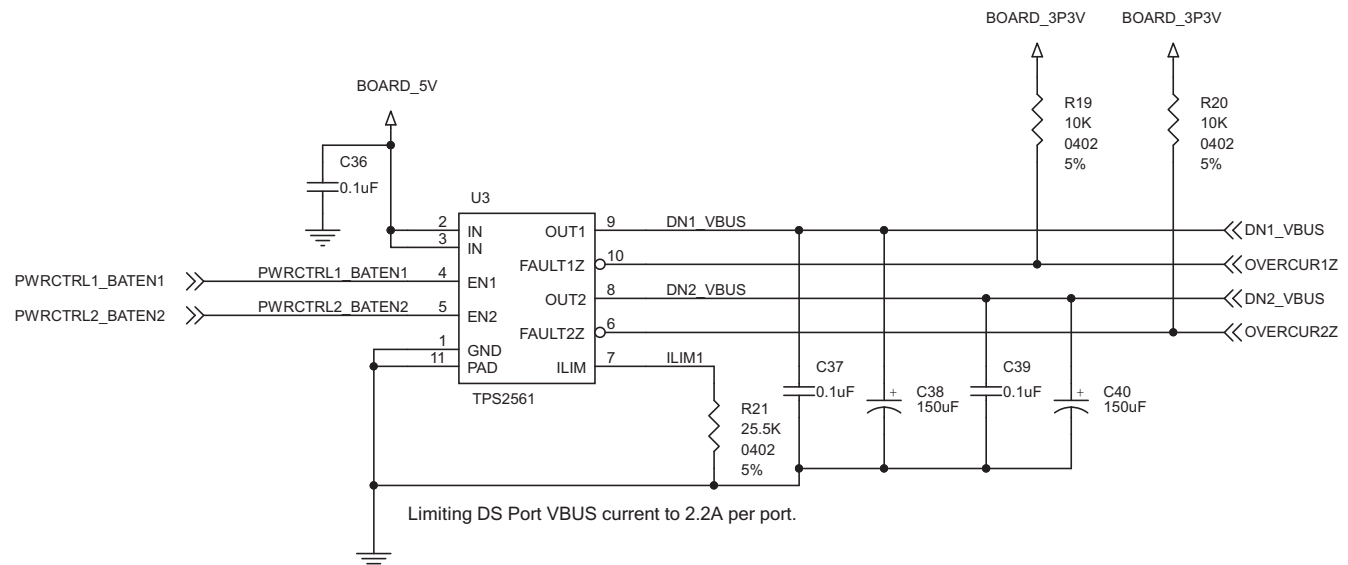 BOARD_3P3V BOARD_3P3V
BOARD_5V
R19
10K
0402
5%
R20
10K
0402
5%
C36
0.1uF
U3
2 IN
3 IN
4 EN1
5 EN2
1 GND
11 PAD
OUT1 9
FAULT1Z 10
OUT2 8
FAULT2Z 6
ILIM 7
TPS2561
PWRCTRL1_BATEN1 PWRCTRL1_BATEN1
PWRCTRL2_BATEN2 PWRCTRL2_BATEN2
DN1_VBUS DN1_VBUS
OVERCUR1Z
DN2_VBUS DN2_VBUS
OVERCUR2Z
ILIM1
R21
25.5K
0402
5%
C37
0.1uF
+ C38
150uF
C39
0.1uF
+ C40
150uF
Limiting DS Port VBUS current to 2.2A per port.